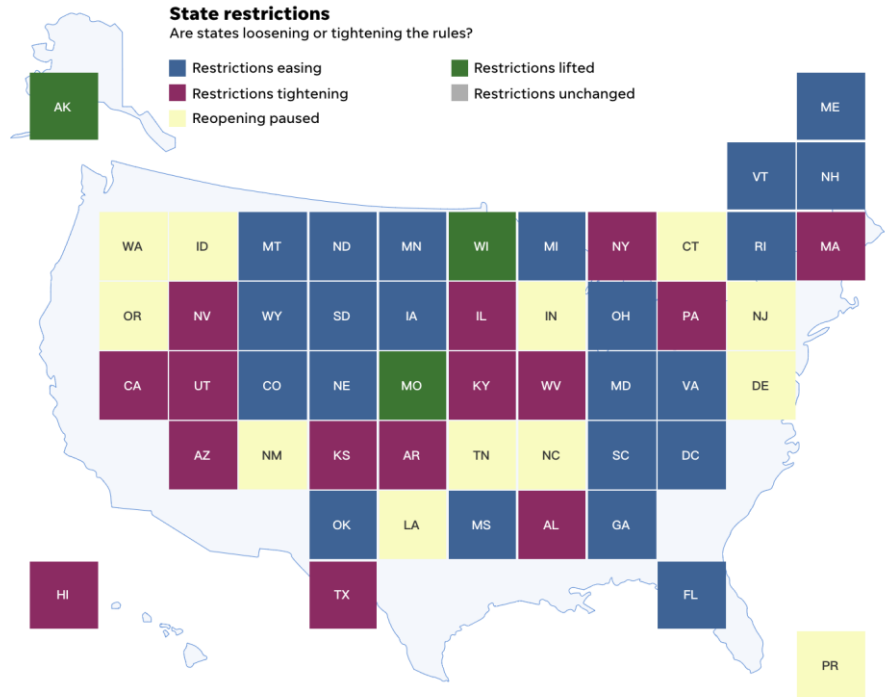 State restrictions
Are states loosening or tightening the rules?
Restrictions easing
Restrictions lifted
Restrictions tightening
Restrictions unchanged
Reopening paused
AK
ME
VT NH
WA ID MT ND MN WI MI NY CT RI MA
OR NV WY SD IA IL IN OH PA NJ
CA UT CO NE MO KY WV MD VA DE
AZ NM KS AR TN NC SC DC
OK LA MS AL GA
HI TX FL
PR